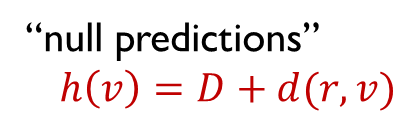 “null predictions”
h(v) = D + d(r, v)